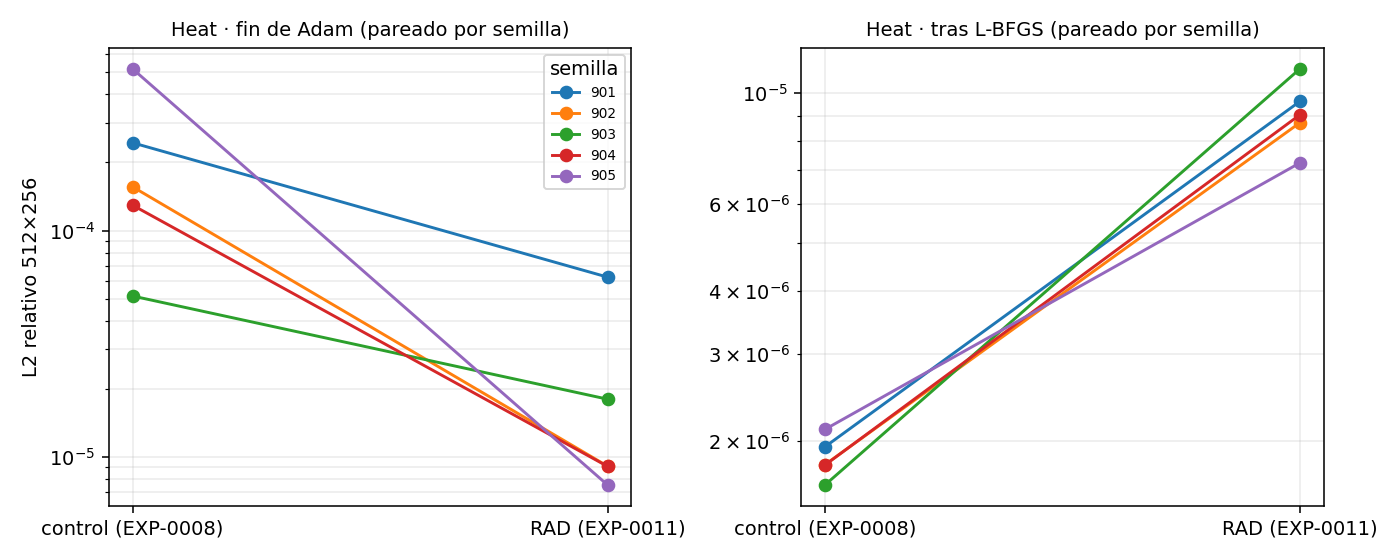 Heat · fin de Adam (pareado por semilla)
L2 relativo 512×256
10⁻⁴
10⁻⁵
semilla
901
902
903
904
905
control (EXP-0008)
RAD (EXP-0011)
Heat · tras L-BFGS (pareado por semilla)
10⁻⁵
6 × 10⁻⁶
4 × 10⁻⁶
3 × 10⁻⁶
2 × 10⁻⁶
control (EXP-0008)
RAD (EXP-0011)